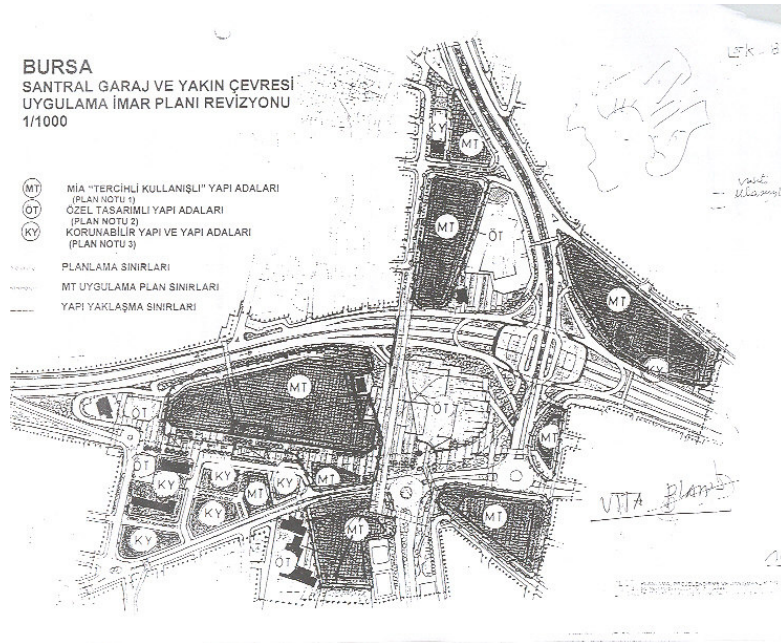 BURSA
SANTRAL GARAJ VE YAKIN ÇEVRESİ
UYGULAMA İMAR PLANI REVİZYONU
1/1000
MT MİA "TERCİHLİ KULLANIŞLI" YAPI ADALARI
(PLAN NOTU 1)
ÖT ÖZEL TASARIMLI YAPI ADALARI
(PLAN NOTU 2)
KY KORUNABİLİR YAPI VE YAPI ADALARI
(PLAN NOTU 3)
PLANLAMA SINIRLARI
MT UYGULAMA PLAN SINIRLARI
YAPI YAKLAŞMA SINIRLARI
KY
MT
MT
ÖT
MT
KY
MT
ÖT
ÖT
MT
ÖT
KY
KY
MT
KY
MT
KY
KY
MT
MT
ÖT